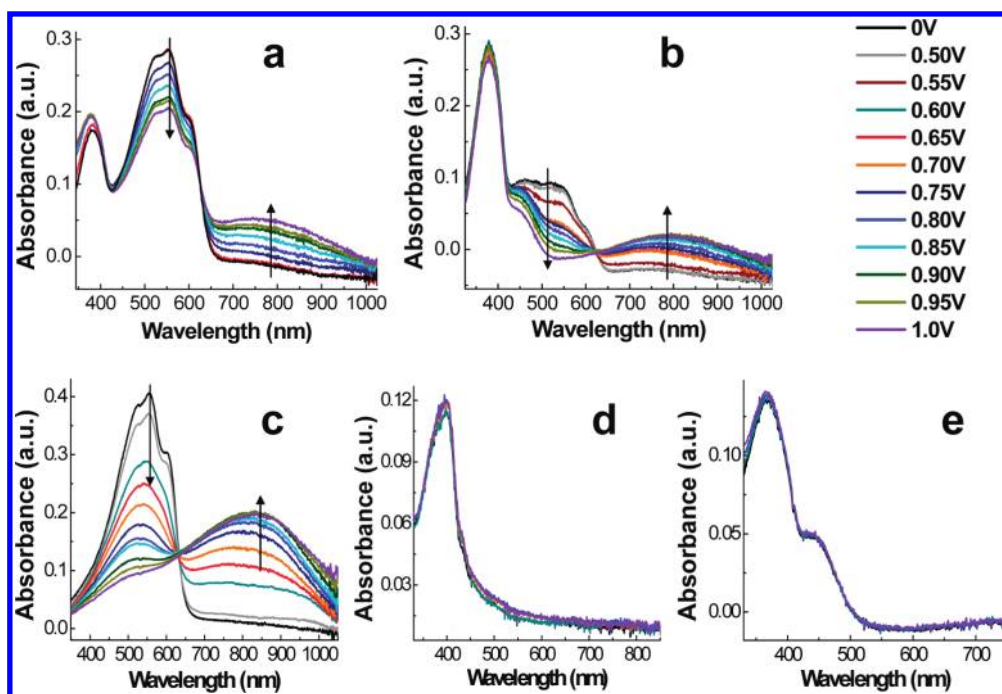 a
0.3
0.2
0.1
0.0
Absorbance (a.u.)
400 500 600 700 800 900 1000
Wavelength (nm)
b
0.3
0.2
0.1
0.0
Absorbance (a.u.)
400 500 600 700 800 900 1000
Wavelength (nm)
0V
0.50V
0.55V
0.60V
0.65V
0.70V
0.75V
0.80V
0.85V
0.90V
0.95V
1.0V
c
0.4
0.3
0.2
0.1
0.0
Absorbance (a.u.)
400 500 600 700 800 900 1000
Wavelength (nm)
d
0.12
0.09
0.06
0.03
Absorbance (a.u.)
400 500 600 700 800
Wavelength (nm)
e
0.10
0.05
0.00
Absorbance (a.u.)
400 500 600 700
Wavelength (nm)